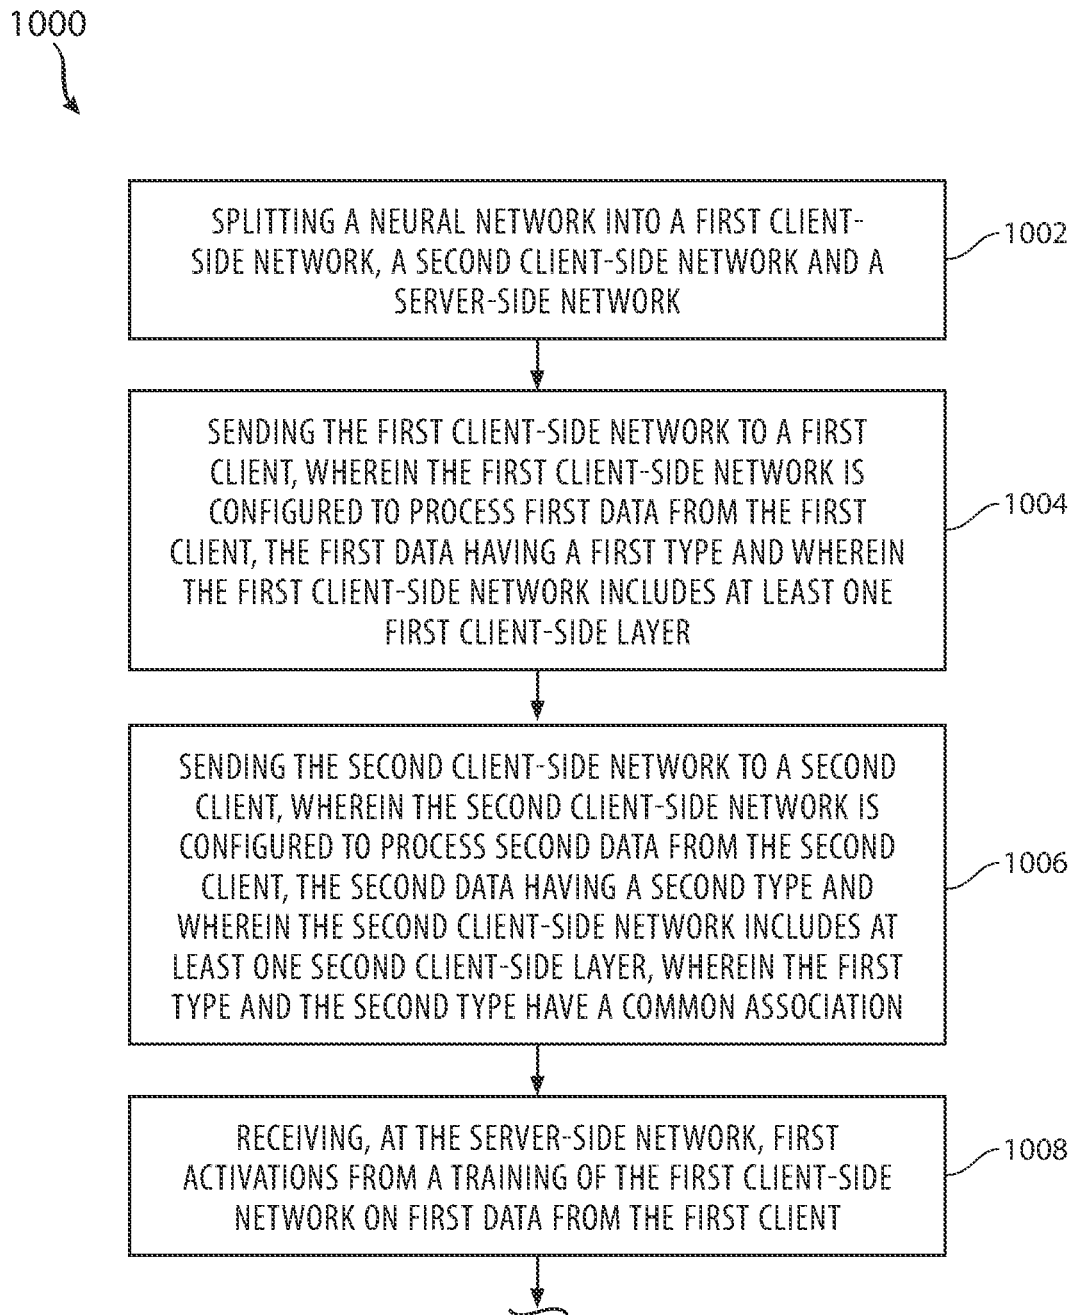 1000
SPLITTING A NEURAL NETWORK INTO A FIRST CLIENT-
SIDE NETWORK, A SECOND CLIENT-SIDE NETWORK AND A
SERVER-SIDE NETWORK
1002
SENDING THE FIRST CLIENT-SIDE NETWORK TO A FIRST
CLIENT, WHEREIN THE FIRST CLIENT-SIDE NETWORK IS
CONFIGURED TO PROCESS FIRST DATA FROM THE FIRST
CLIENT, THE FIRST DATA HAVING A FIRST TYPE AND WHEREIN
THE FIRST CLIENT-SIDE NETWORK INCLUDES AT LEAST ONE
FIRST CLIENT-SIDE LAYER
1004
SENDING THE SECOND CLIENT-SIDE NETWORK TO A SECOND
CLIENT, WHEREIN THE SECOND CLIENT-SIDE NETWORK IS
CONFIGURED TO PROCESS SECOND DATA FROM THE SECOND
CLIENT, THE SECOND DATA HAVING A SECOND TYPE AND
WHEREIN THE SECOND CLIENT-SIDE NETWORK INCLUDES AT
LEAST ONE SECOND CLIENT-SIDE LAYER, WHEREIN THE FIRST
TYPE AND THE SECOND TYPE HAVE A COMMON ASSOCIATION
1006
RECEIVING, AT THE SERVER-SIDE NETWORK, FIRST
ACTIVATIONS FROM A TRAINING OF THE FIRST CLIENT-SIDE
NETWORK ON FIRST DATA FROM THE FIRST CLIENT
1008